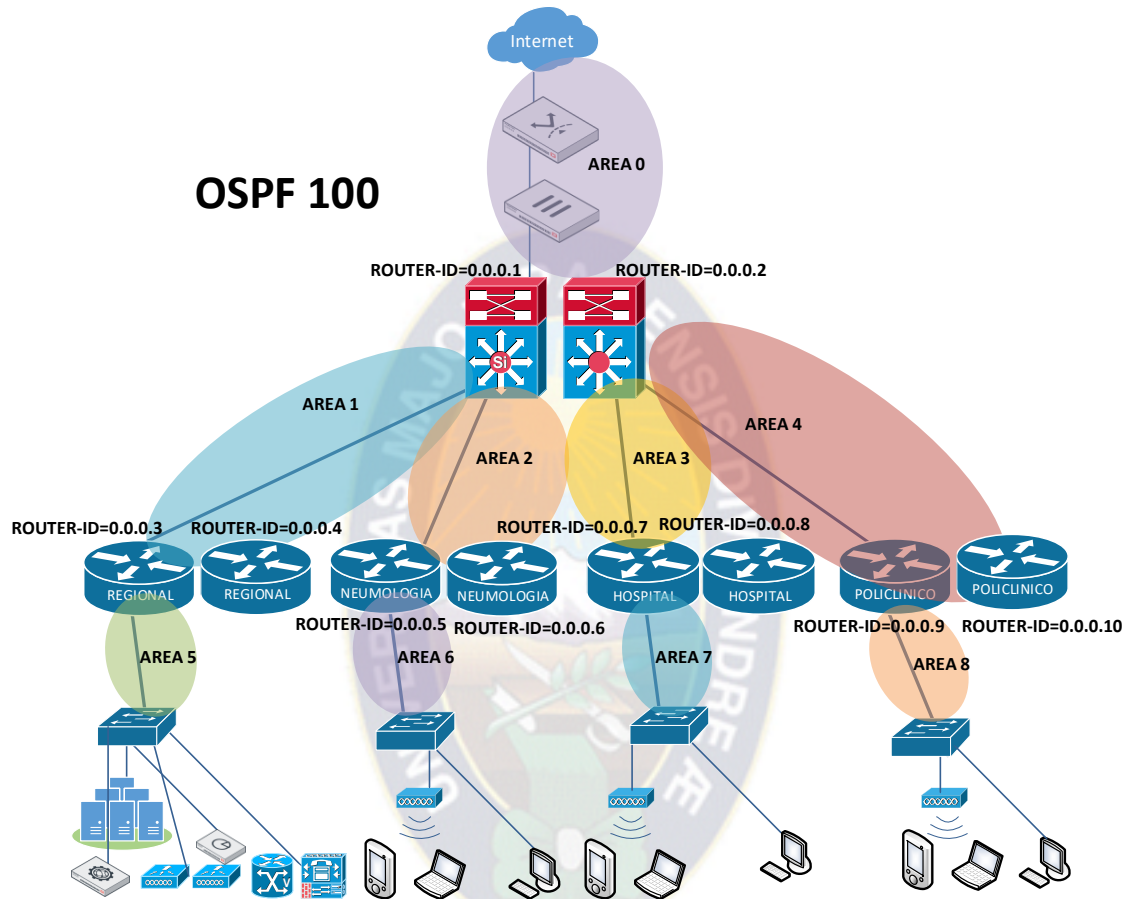 Internet
AREA 0
OSPF 100
ROUTER-ID=0.0.0.1
ROUTER-ID=0.0.0.2
Si
AREA 1
AREA 2
AREA 3
AREA 4
ROUTER-ID=0.0.0.3
ROUTER-ID=0.0.0.4
ROUTER-ID=0.0.0.7
ROUTER-ID=0.0.0.8
REGIONAL
REGIONAL
NEUMOLOGIA
NEUMOLOGIA
HOSPITAL
HOSPITAL
POLICLINICO
POLICLINICO
ROUTER-ID=0.0.0.5
ROUTER-ID=0.0.0.6
ROUTER-ID=0.0.0.9
ROUTER-ID=0.0.0.10
AREA 5
AREA 6
AREA 7
AREA 8
V